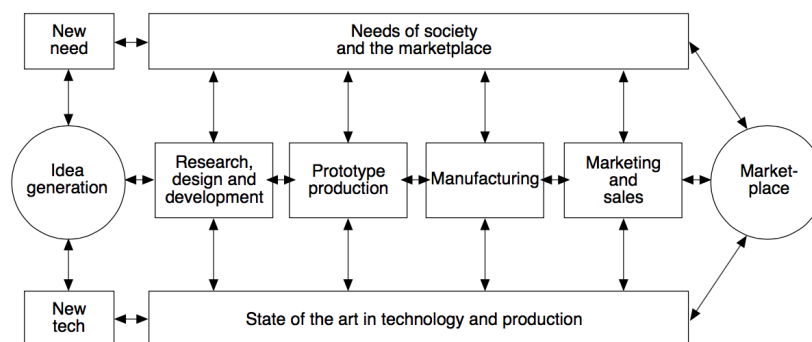 New
need
Needs of society
and the marketplace
Idea
generation
Research,
design and
development
Prototype
production
Manufacturing
Marketing
and
sales
Market-
place
New
tech
State of the art in technology and production